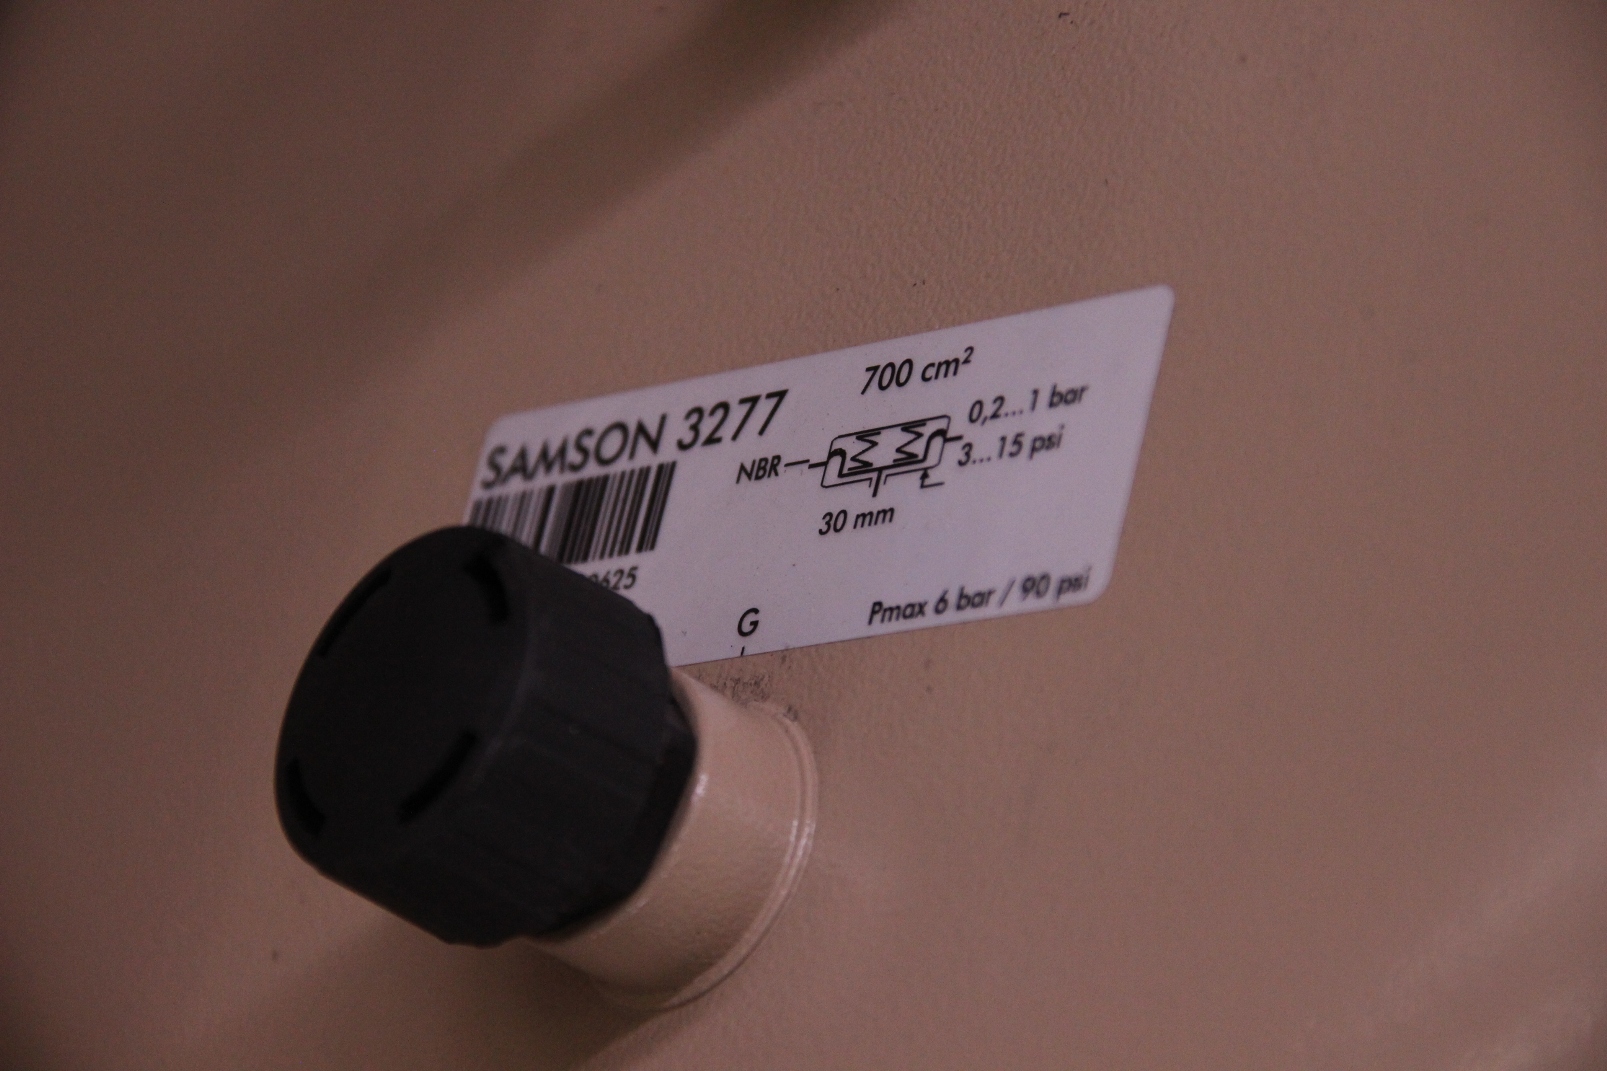 700 cm²
SAMSON 3277
0,2...1 bar
NBR
3...15 psi
30 mm
625
G
Pmax 6 bar / 90 psi